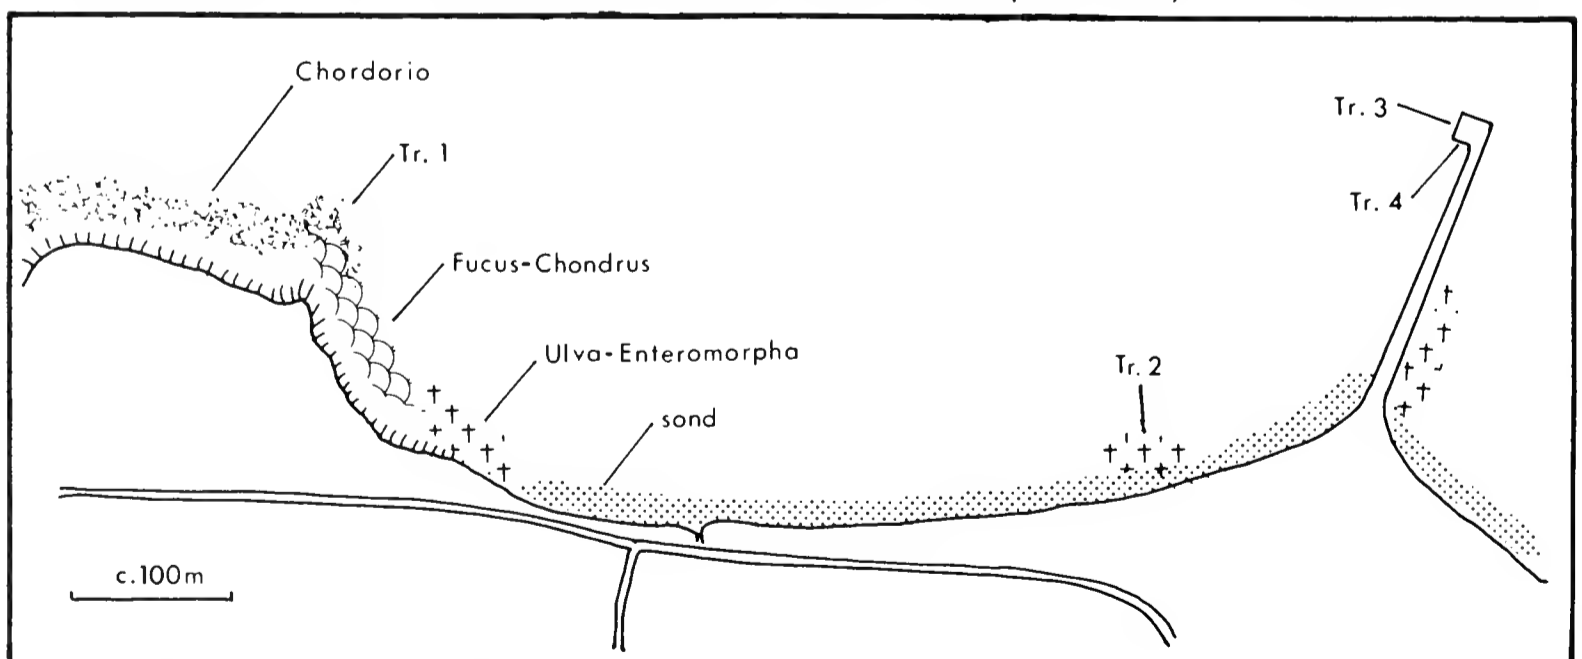 Chordorio
Tr. 1
Tr. 3
Tr. 4
Fucus-Chondrus
Ulva-Enteromorpha
Tr. 2
sond
c.100m